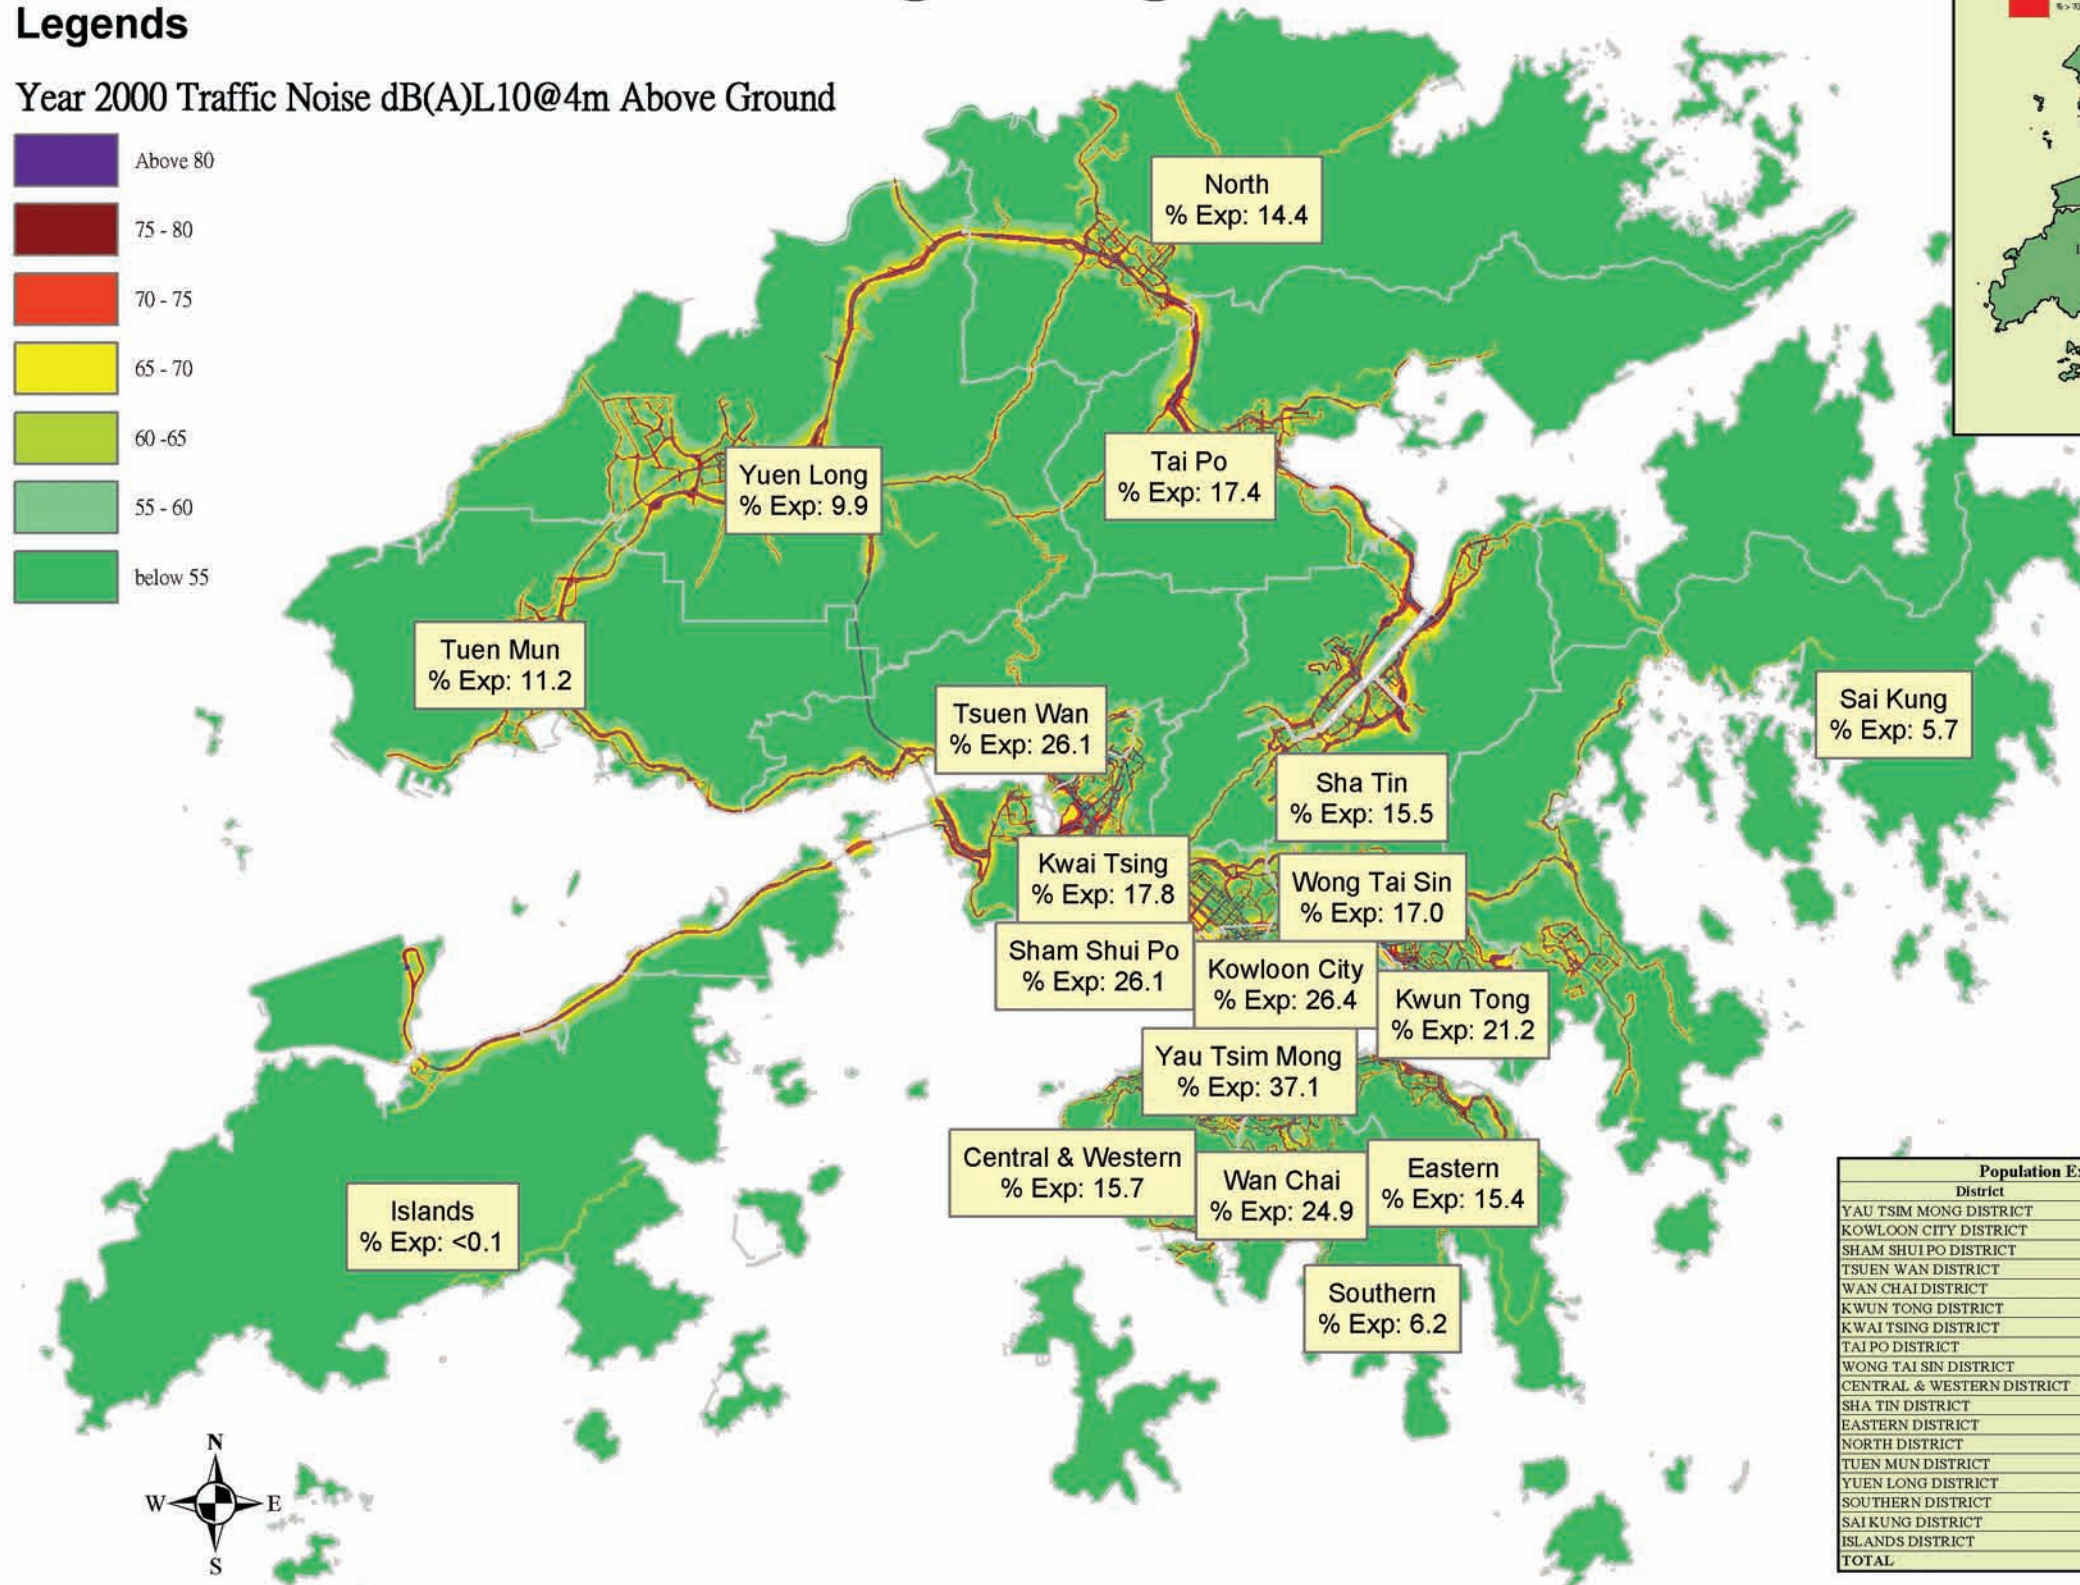 Legends
Year 2000 Traffic Noise dB(A)L10@4m Above Ground
Above 80
75 - 80
70 - 75
65 - 70
60 -65
55 - 60
below 55
North
% Exp: 14.4
Yuen Long
% Exp: 9.9
Tai Po
% Exp: 17.4
Tuen Mun
% Exp: 11.2
Tsuen Wan
% Exp: 26.1
Sai Kung
% Exp: 5.7
Sha Tin
% Exp: 15.5
Kwai Tsing
% Exp: 17.8
Wong Tai Sin
% Exp: 17.0
Sham Shui Po
% Exp: 26.1
Kowloon City
% Exp: 26.4
Kwun Tong
% Exp: 21.2
Yau Tsim Mong
% Exp: 37.1
Central & Western
% Exp: 15.7
Wan Chai
% Exp: 24.9
Eastern
% Exp: 15.4
Islands
% Exp: <0.1
Southern
% Exp: 6.2
N
W E
S
Population Ex
District
YAU TSIM MONG DISTRICT
KOWLOON CITY DISTRICT
SHAM SHUI PO DISTRICT
TSUEN WAN DISTRICT
WAN CHAI DISTRICT
KWUN TONG DISTRICT
KWAI TSING DISTRICT
TAI PO DISTRICT
WONG TAI SIN DISTRICT
CENTRAL & WESTERN DISTRICT
SHA TIN DISTRICT
EASTERN DISTRICT
NORTH DISTRICT
TUEN MUN DISTRICT
YUEN LONG DISTRICT
SOUTHERN DISTRICT
SAI KUNG DISTRICT
ISLANDS DISTRICT
TOTAL